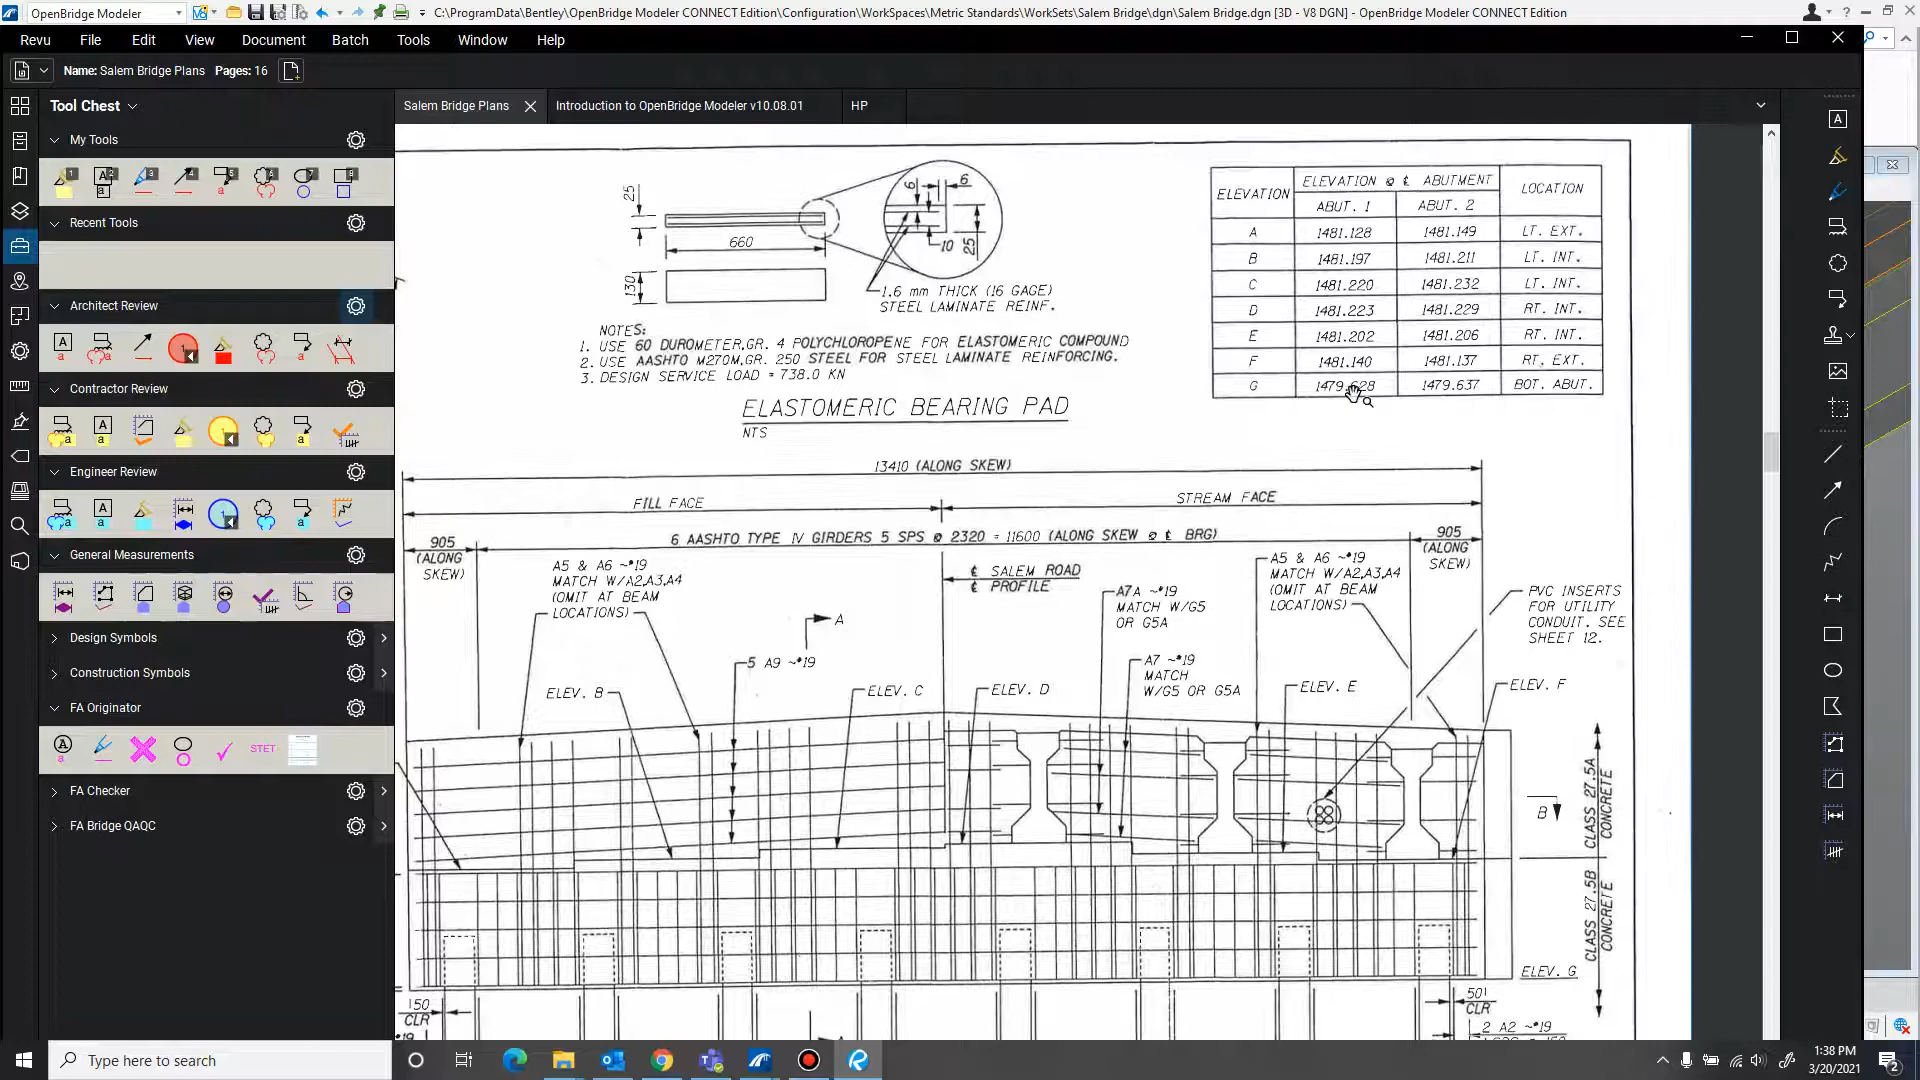 OpenBridge Modeler
C:\ProgramData\Bentley\OpenBridge Modeler CONNECT Edition\Configuration\WorkSpaces\Metric Standards\WorkSets\Salem Bridge\dgn\Salem Bridge.dgn [3D - V8 DGN] - OpenBridge Modeler CONNECT Edition
Revu File Edit View Document Batch Tools Window Help
Name: Salem Bridge Plans Pages: 16
Tool Chest
Salem Bridge Plans
Introduction to OpenBridge Modeler v10.08.01
HP
My Tools
Recent Tools
Architect Review
Contractor Review
Engineer Review
General Measurements
Design Symbols
Construction Symbols
FA Originator
STET
FA Checker
FA Bridge QAQC
25
660
130
6
6
10
25
1.6 mm THICK (16 GAGE)
STEEL LAMINATE REINF.
NOTES:
1. USE 60 DUROMETER,GR. 4 POLYCHLOROPENE FOR ELASTOMERIC COMPOUND
2. USE AASHTO M270M,GR. 250 STEEL FOR STEEL LAMINATE REINFORCING.
3. DESIGN SERVICE LOAD = 738.0 KN
ELASTOMERIC BEARING PAD
NTS
ELEVATION
ELEVATION @ ℄ ABUTMENT
LOCATION
ABUT. 1 ABUT. 2
A 1481.128 1481.149 LT. EXT.
B 1481.197 1481.211 LT. INT.
C 1481.220 1481.232 LT. INT.
D 1481.223 1481.229 RT. INT.
E 1481.202 1481.206 RT. INT.
F 1481.140 1481.137 RT. EXT.
G 1479.628 1479.637 BOT. ABUT.
13410 (ALONG SKEW)
FILL FACE
STREAM FACE
6 AASHTO TYPE IV GIRDERS 5 SPS @ 2320 = 11600 (ALONG SKEW @ ℄ BRG)
905
(ALONG
SKEW)
905
(ALONG
SKEW)
A5 & A6 ~#19
MATCH W/A2,A3,A4
(OMIT AT BEAM
LOCATIONS)
℄ SALEM ROAD
℄ PROFILE
A7A ~#19
MATCH W/G5
OR G5A
A5 & A6 ~#19
MATCH W/A2,A3,A4
(OMIT AT BEAM
LOCATIONS)
PVC INSERTS
FOR UTILITY
CONDUIT. SEE
SHEET 12.
A
5 A9 ~#19
A7 ~#19
MATCH
W/G5 OR G5A
ELEV. B
ELEV. C
ELEV. D
ELEV. E
ELEV. F
CLASS 27.5A
CONCRETE
B
CLASS 27.5B
CONCRETE
ELEV. G
150
CLR
501
CLR
2 A2 ~#19
Type here to search
1:38 PM
3/20/2021
2